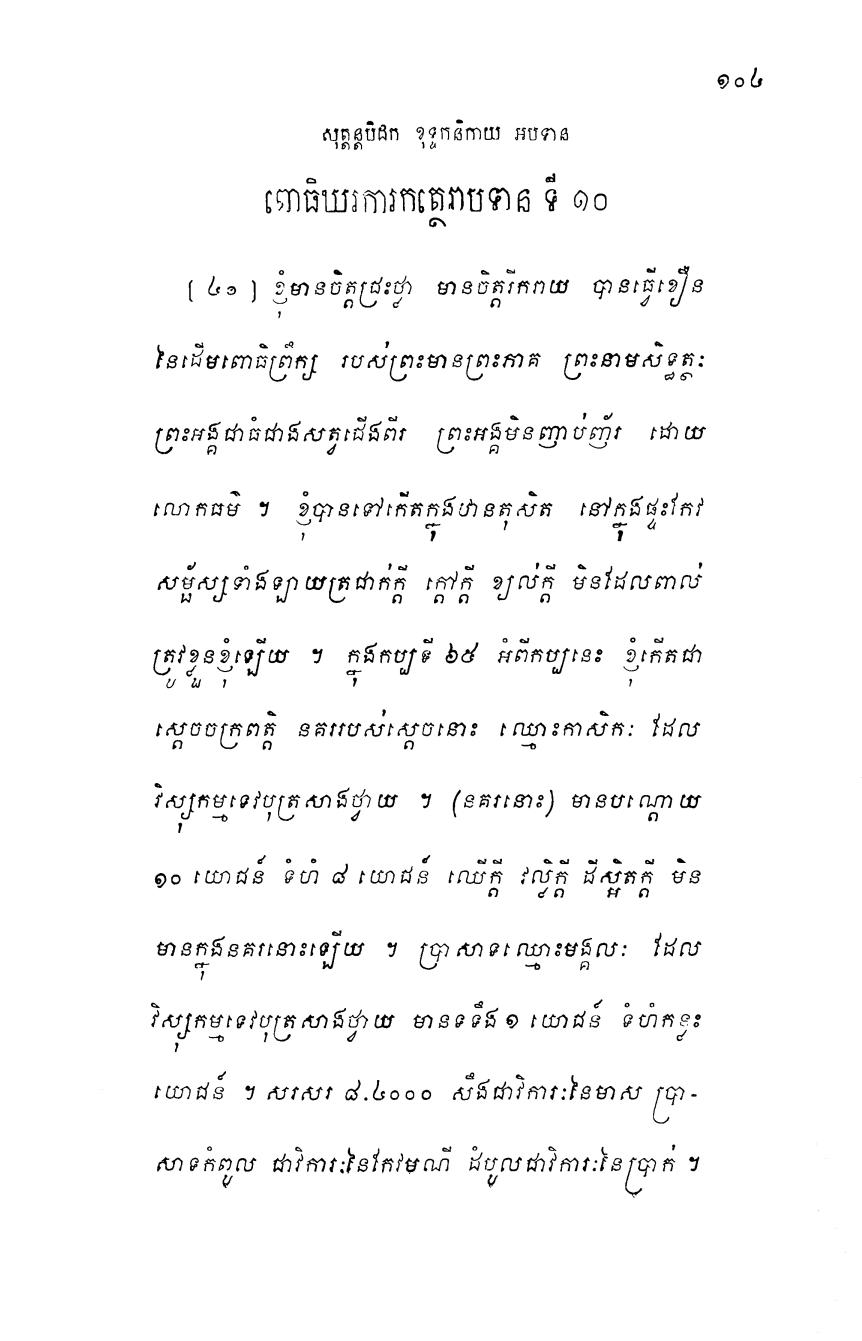 ១០៤
សុត្តន្តបិដក ខុទ្ទកនិកាយ អបទាន
ពោធិឃរការកត្ថេរាបទាន ទី ១០
[ ៤១ ] ខ្ញុំមានចិត្តជ្រះថ្លា មានចិត្តរីករាយ បានធ្វើខឿន
នៃដើមពោធិព្រឹក្ស របស់ព្រះមានព្រះភាគ ព្រះនាមសិទ្ធត្ថៈ
ព្រះអង្គជាធំជាងសត្វជើងពីរ ព្រះអង្គមិនញាប់ញ័រ ដោយ
លោកធម៌ ។ ខ្ញុំបានទៅកើតក្នុងឋានតុសិត នៅក្នុងផ្ទះកែវ
សម្ផ័ស្សទាំងឡាយត្រជាក់ក្តី ក្តៅក្តី ខ្យល់ក្តី មិនដែលពាល់
ត្រូវខ្លួនខ្ញុំឡើយ ។ ក្នុងកប្បទី ៦៥ អំពីកប្បនេះ ខ្ញុំកើតជា
ស្តេចចក្រពត្តិ នគររបស់ស្តេចនោះ ឈ្មោះកាសិកៈ ដែល
វិស្សុកម្មទេវបុត្រសាងថ្វាយ ។ (នគរនោះ) មានបណ្តោយ
១០ យោជន៍ ទំហំ ៨ យោជន៍ ឈើក្តី វល្លិក្តី ដីស្អិតក្តី មិន
មានក្នុងនគរនោះឡើយ ។ ប្រាសាទឈ្មោះមង្គលៈ ដែល
វិស្សុកម្មទេវបុត្រសាងថ្វាយ មានទទឹង ១ យោជន៍ ទំហំកន្លះ
យោជន៍ ។ សរសរ ៨.៤០០០ សឹងជាវិការៈនៃមាស ប្រា-
សាទកំពូល ជាវិការៈនៃកែវមណី ដំបូលជាវិការៈនៃប្រាក់ ។